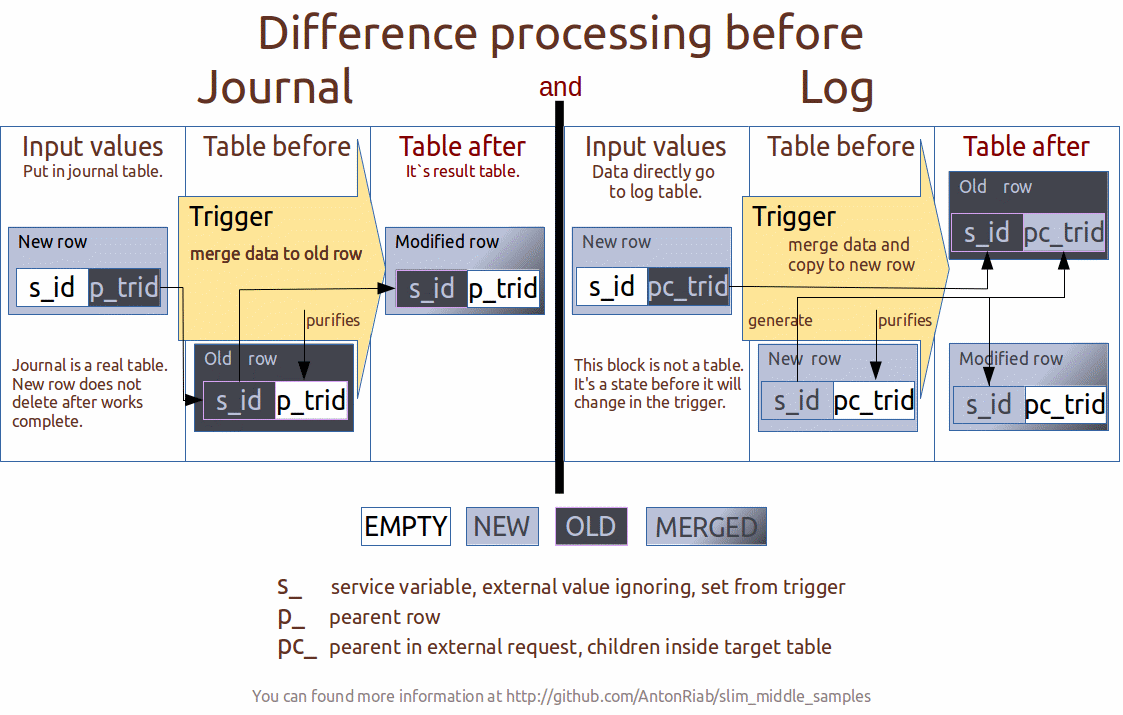 Difference processing before
Journal
and
Log
Input values
Put in journal table.
New row
s_id p_trid
Journal is a real table.
New row does not
delete after works
complete.
Table before
Trigger
merge data to old row
purifies
Old row
s_id p_trid
Table after
It`s result table.
Modified row
s_id p_trid
Input values
Data directly go
to log table.
New row
s_id pc_trid
This block is not a table.
It's a state before it will
change in the trigger.
Table before
Trigger
merge data and
copy to new row
generate
purifies
New row
s_id pc_trid
Table after
Old row
s_id pc_trid
Modified row
s_id pc_trid
EMPTY NEW OLD MERGED
s_ service variable, external value ignoring, set from trigger
p_ pearent row
pc_ pearent in external request, children inside target table
You can found more information at http://github.com/AntonRiab/slim_middle_samples